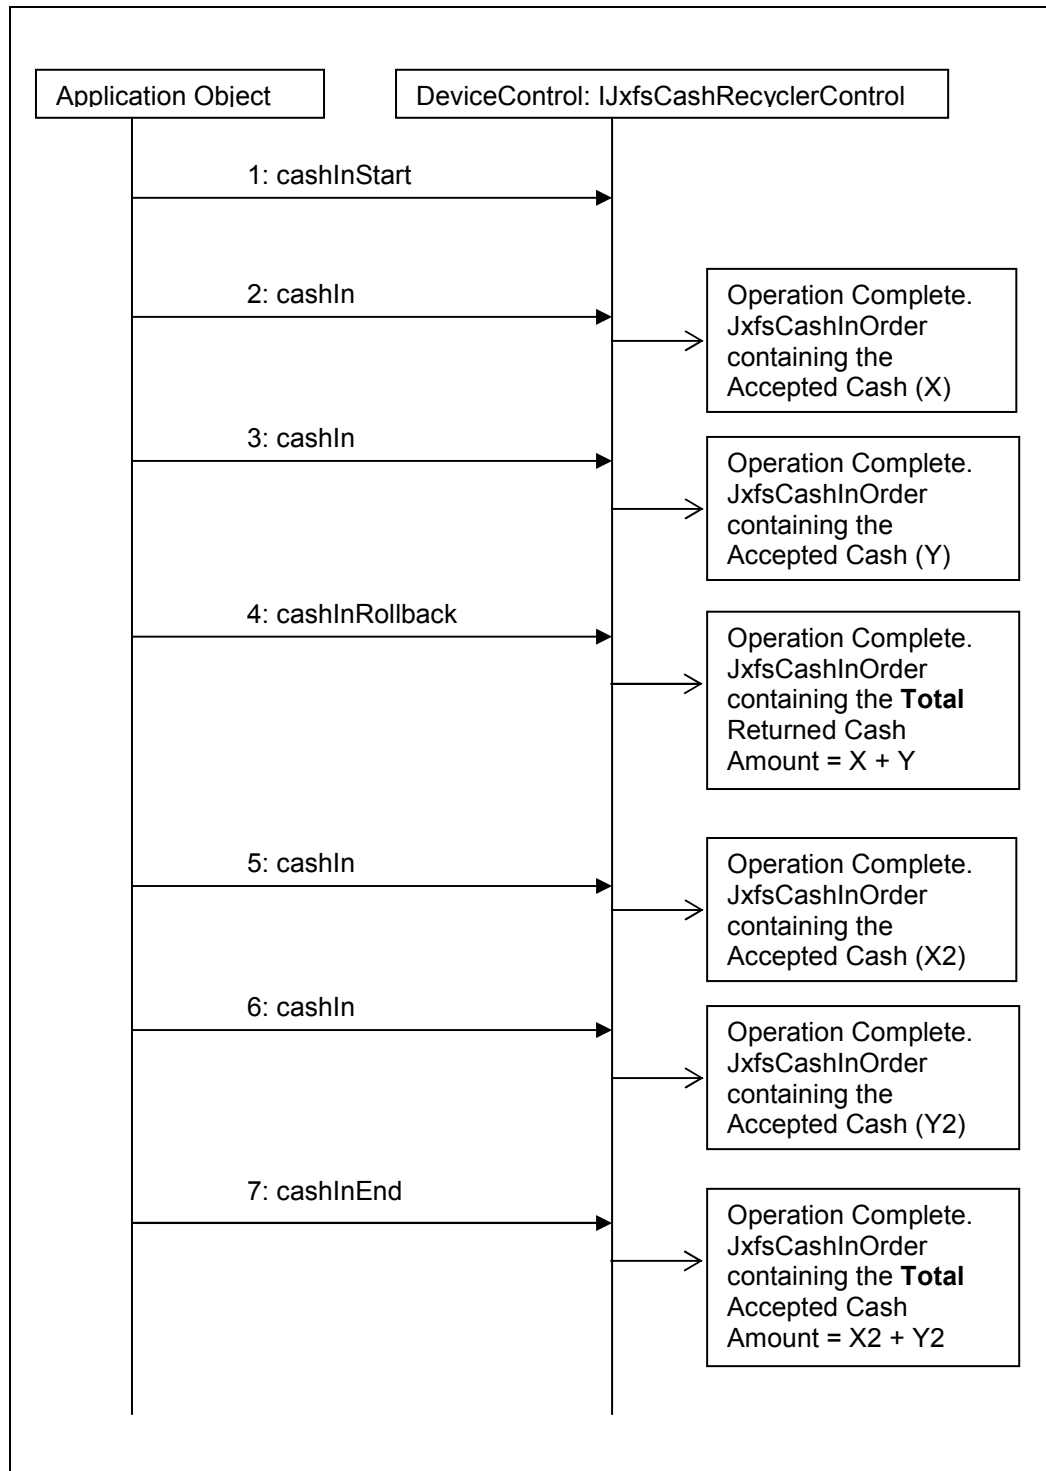 Application Object
DeviceControl: IJxfsCashRecyclerControl
1: cashInStart
2: cashIn
Operation Complete.
JxfsCashInOrder
containing the
Accepted Cash (X)
3: cashIn
Operation Complete.
JxfsCashInOrder
containing the
Accepted Cash (Y)
4: cashInRollback
Operation Complete.
JxfsCashInOrder
containing the Total
Returned Cash
Amount = X + Y
5: cashIn
Operation Complete.
JxfsCashInOrder
containing the
Accepted Cash (X2)
6: cashIn
Operation Complete.
JxfsCashInOrder
containing the
Accepted Cash (Y2)
7: cashInEnd
Operation Complete.
JxfsCashInOrder
containing the Total
Accepted Cash
Amount = X2 + Y2